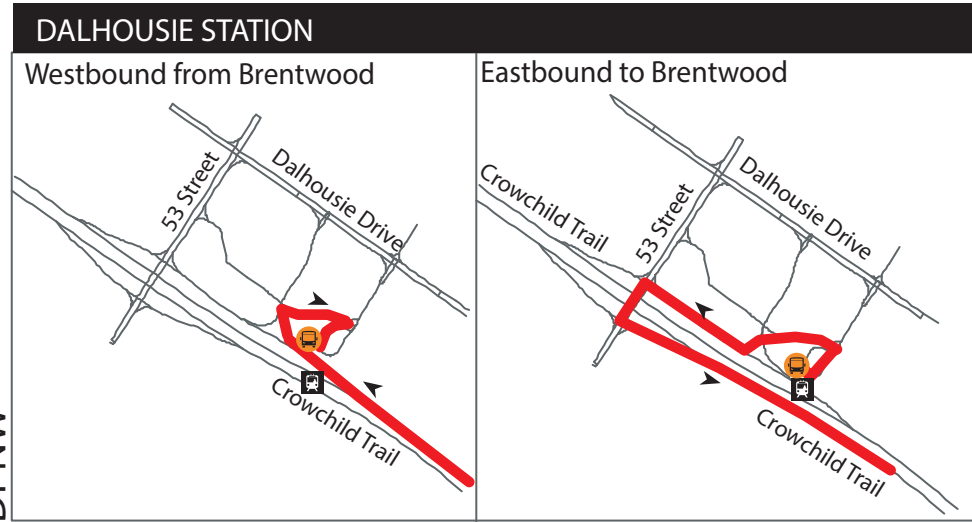 DALHOUSIE STATION
Westbound from Brentwood
53 Street
Dalhousie Drive
Crowchild Trail
Eastbound to Brentwood
Crowchild Trail
53 Street
Dalhousie Drive
Crowchild Trail